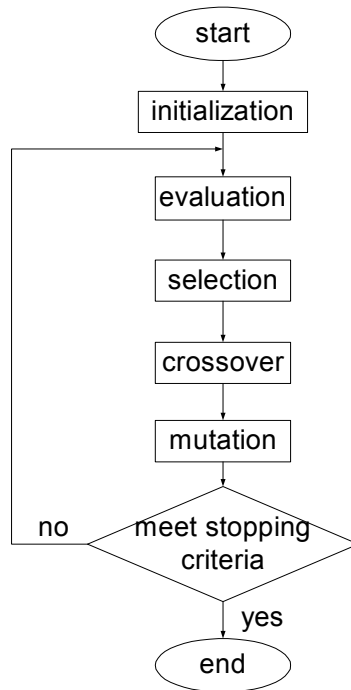 start
initialization
evaluation
selection
crossover
mutation
no
meet stopping
criteria
yes
end